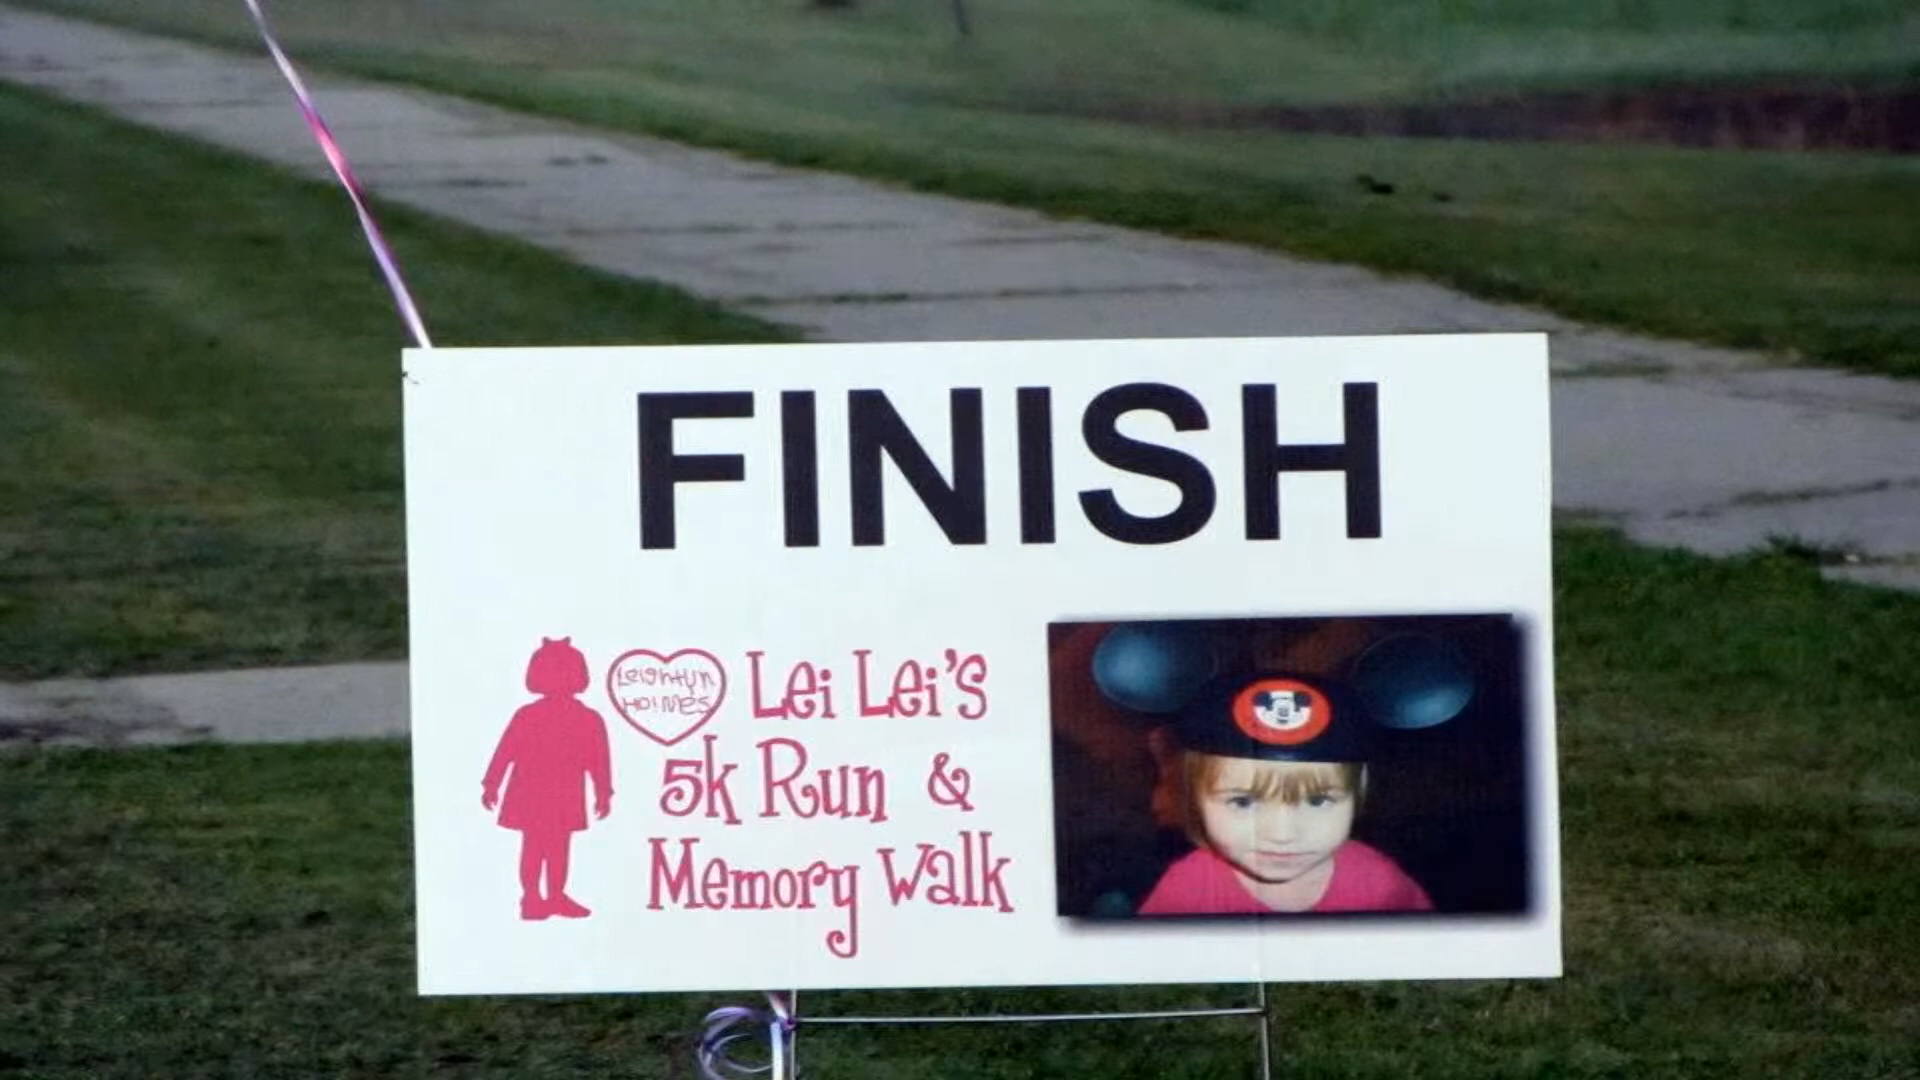 FINISH
Leightyn
Holmes
Lei Lei's
5k Run &
Memory Walk